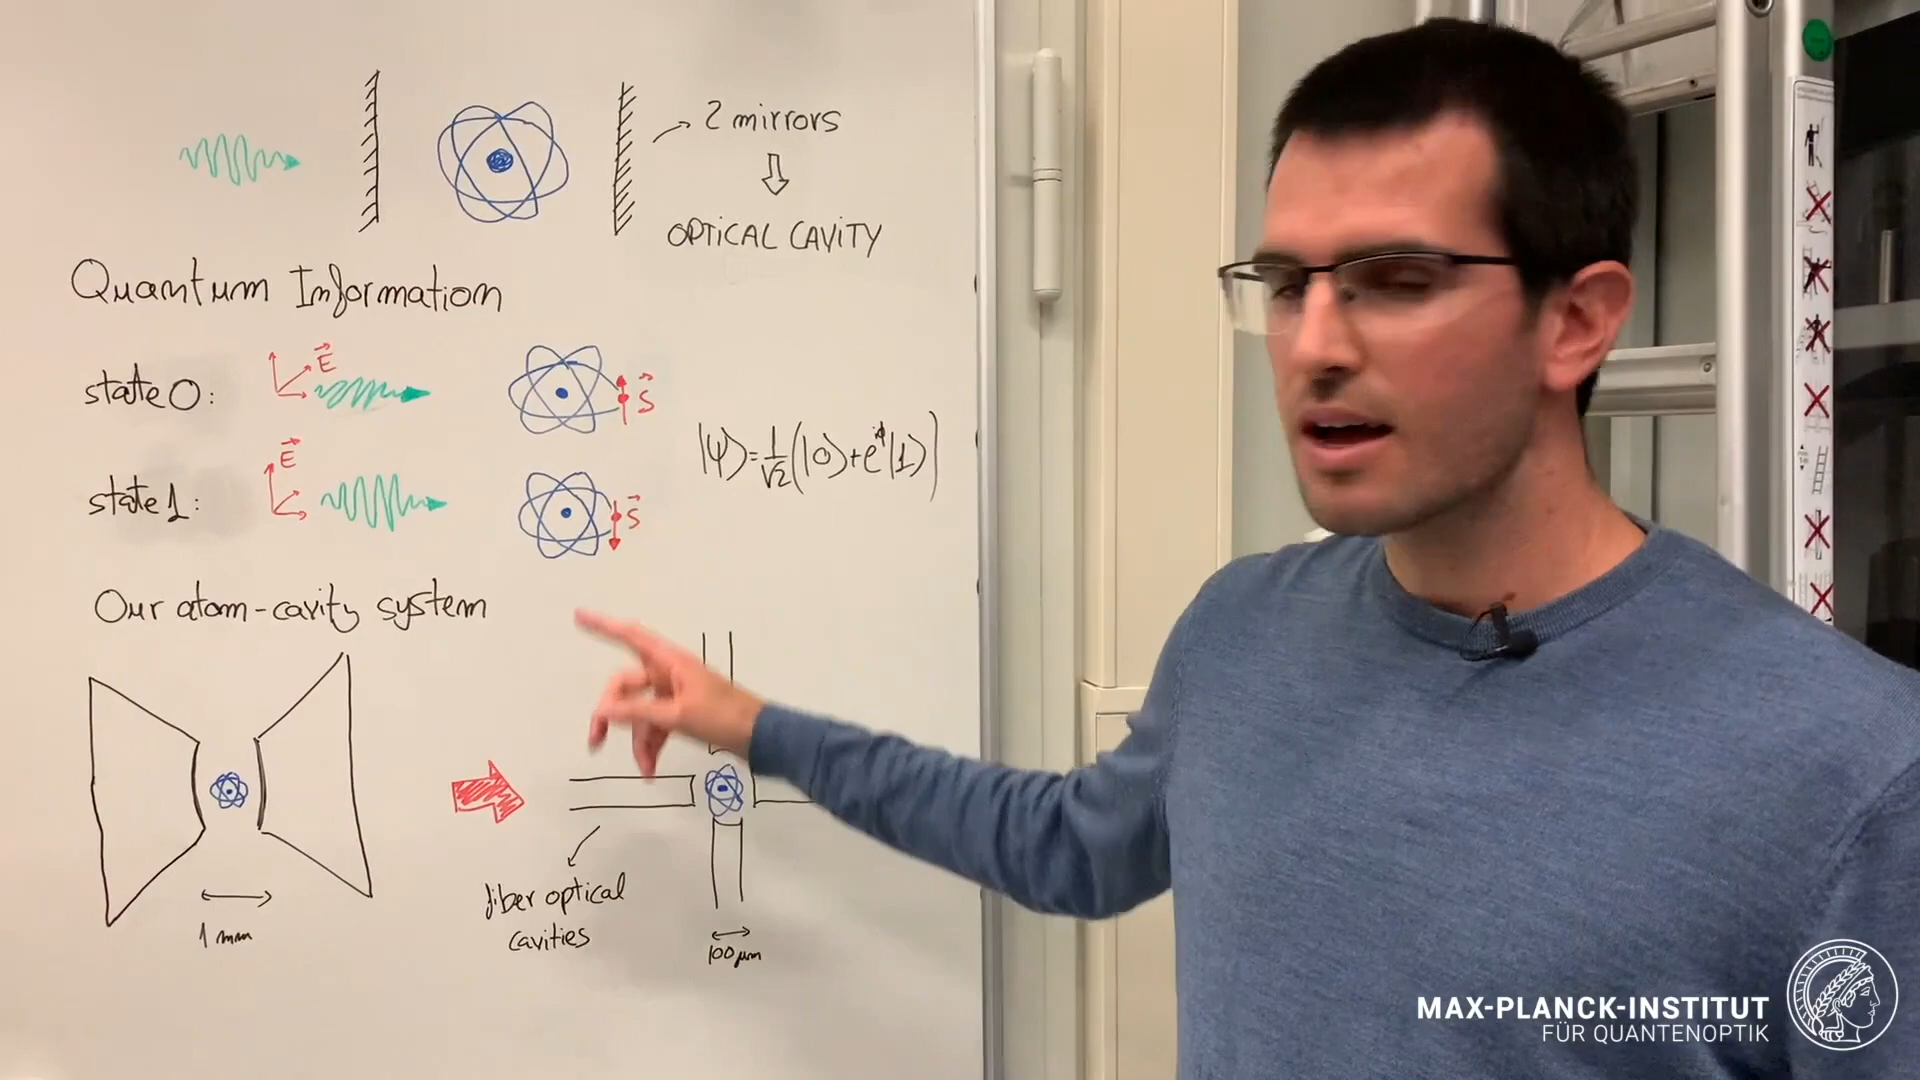 2 mirrors
OPTICAL CAVITY
Quantum Information
state 0:
E
S
state 1:
E
S
|ψ⟩=1/√2(|0⟩+e^{iϕ}|1⟩)
Our atom-cavity system
1 mm
fiber optical
cavities
100 μm
MAX-PLANCK-INSTITUT
FÜR QUANTENOPTIK